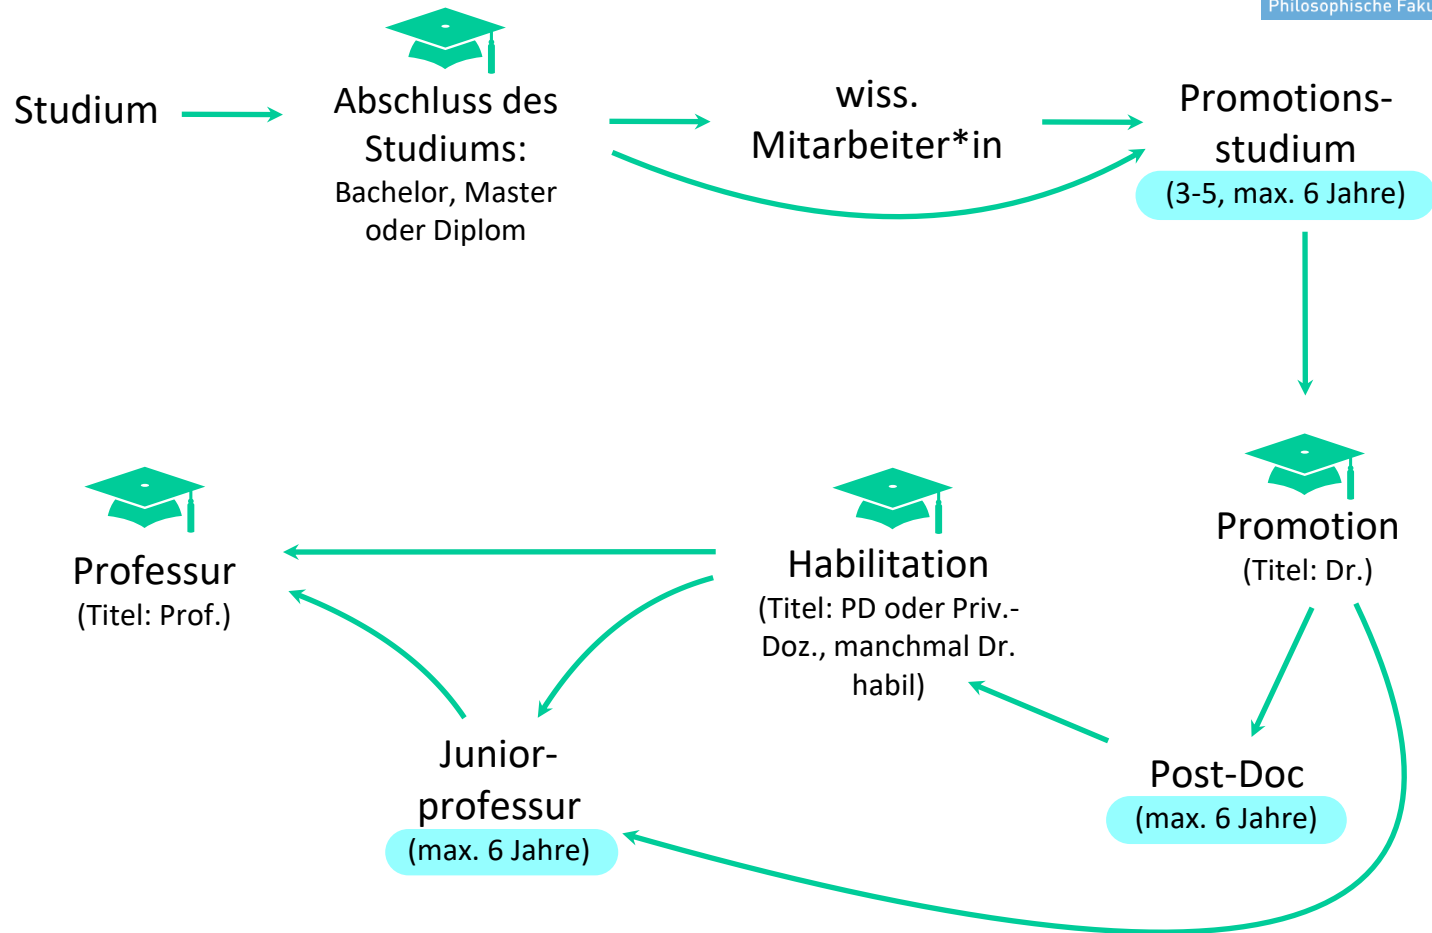 Philosophische Faku
Studium
Abschluss des
Studiums:
Bachelor, Master
oder Diplom
wiss.
Mitarbeiter*in
Promotions-
studium
(3-5, max. 6 Jahre)
Professur
(Titel: Prof.)
Habilitation
(Titel: PD oder Priv.-
Doz., manchmal Dr.
habil)
Promotion
(Titel: Dr.)
Junior-
professur
(max. 6 Jahre)
Post-Doc
(max. 6 Jahre)